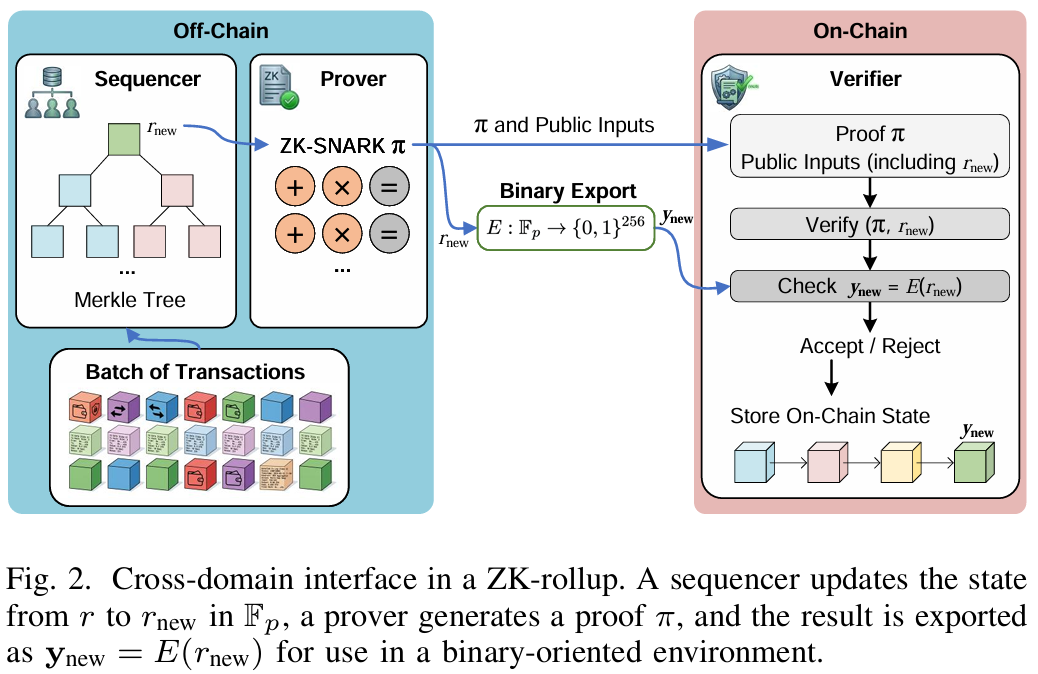 Off-Chain
On-Chain
Sequencer
Prover
Verifier
ZK
r_new
ZK-SNARK π
+ × =
+ × =
...
...
Merkle Tree
π and Public Inputs
Binary Export
r_new
E : 𝔽_p → {0, 1}^256
y_new
Proof π
Public Inputs (including r_new)
Verify (π, r_new)
Check y_new = E(r_new)
Accept / Reject
Store On-Chain State
y_new
Batch of Transactions
Fig. 2. Cross-domain interface in a ZK-rollup. A sequencer updates the state
from r to r_new in 𝔽_p, a prover generates a proof π, and the result is exported
as y_new = E(r_new) for use in a binary-oriented environment.